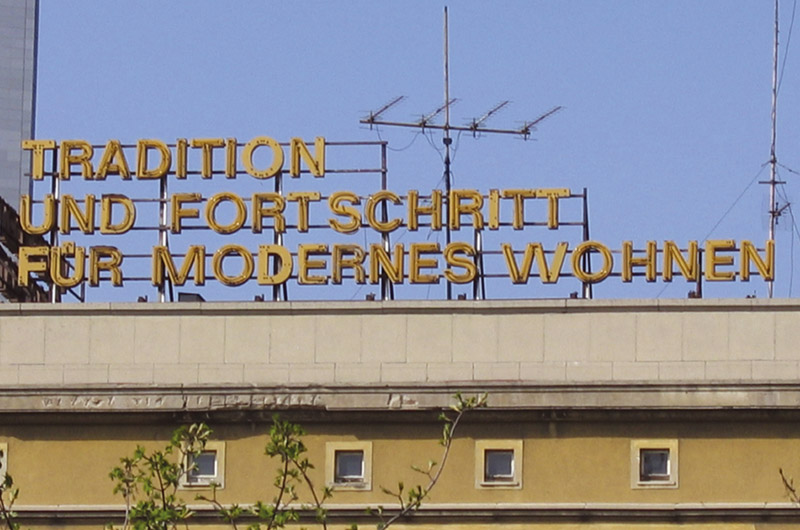 TRADITION
UND FORTSCHRITT
FÜR MODERNES WOHNEN